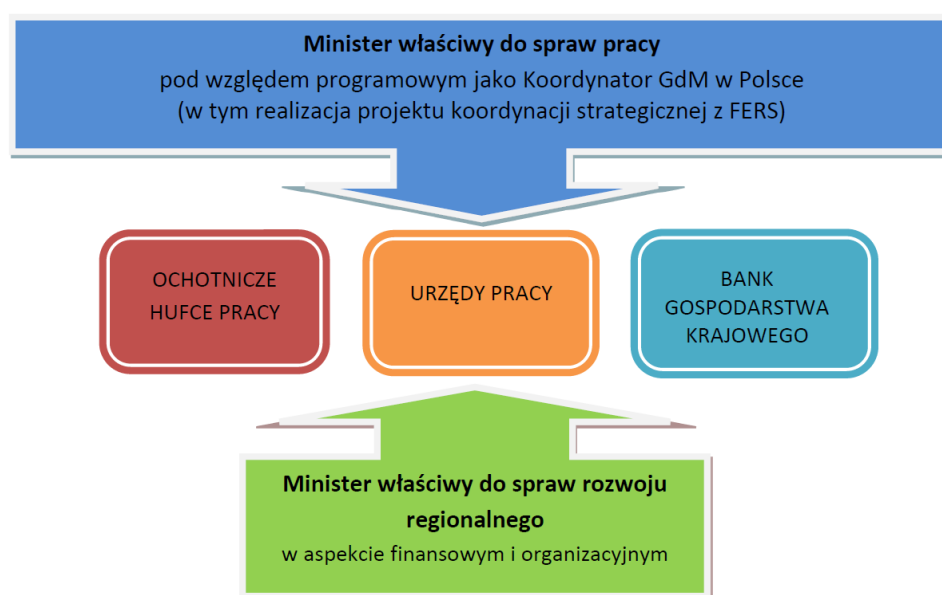 Minister właściwy do spraw pracy
pod względem programowym jako Koordynator GdM w Polsce
(w tym realizacja projektu koordynacji strategicznej z FERS)
OCHOTNICZE
HUFCE PRACY
URZĘDY PRACY
BANK
GOSPODARSTWA
KRAJOWEGO
Minister właściwy do spraw rozwoju
regionalnego
w aspekcie finansowym i organizacyjnym